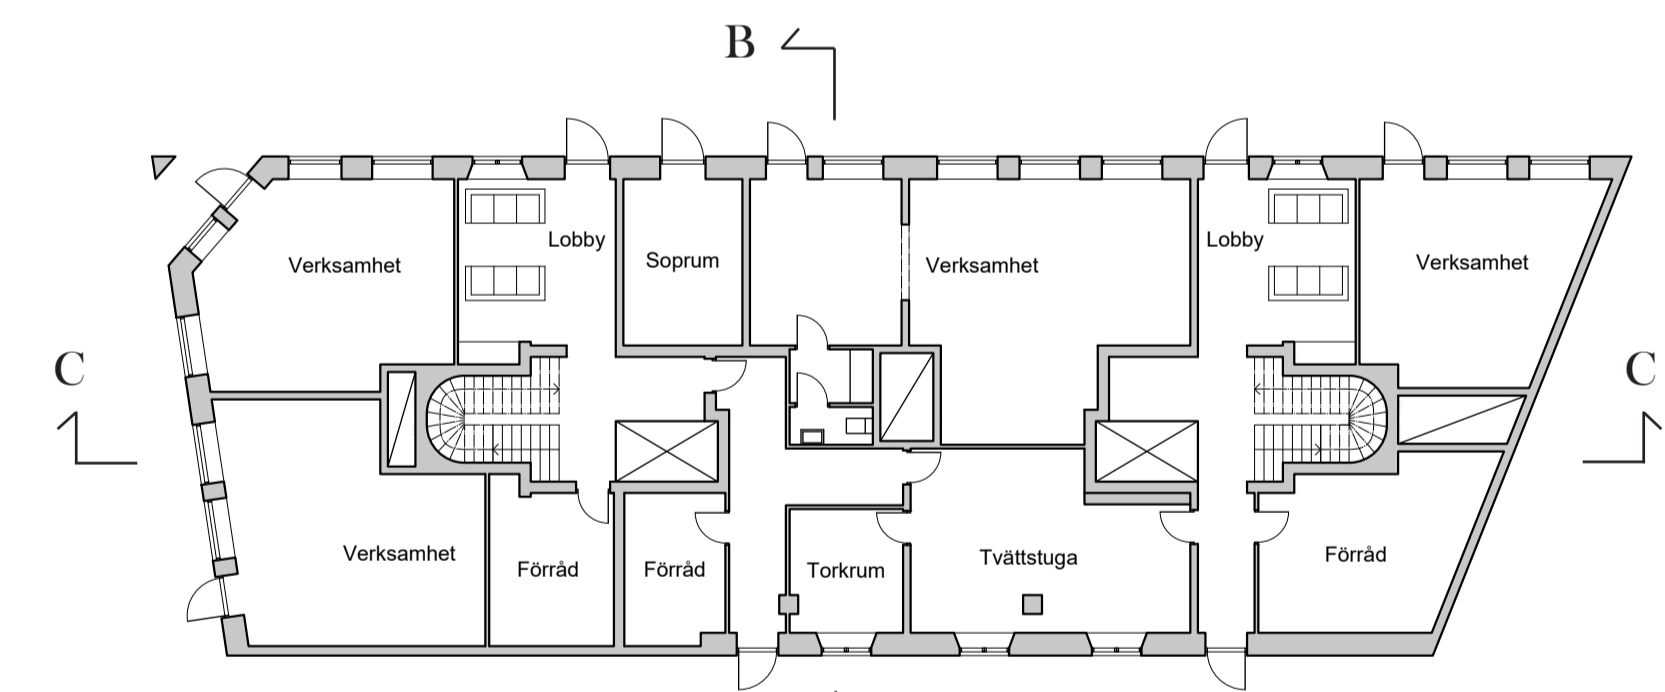 B
Lobby
Lobby
Soprum
Verksamhet
Verksamhet
Verksamhet
C
C
Verksamhet
Förråd
Förråd
Torkrum
Tvättstuga
Förråd